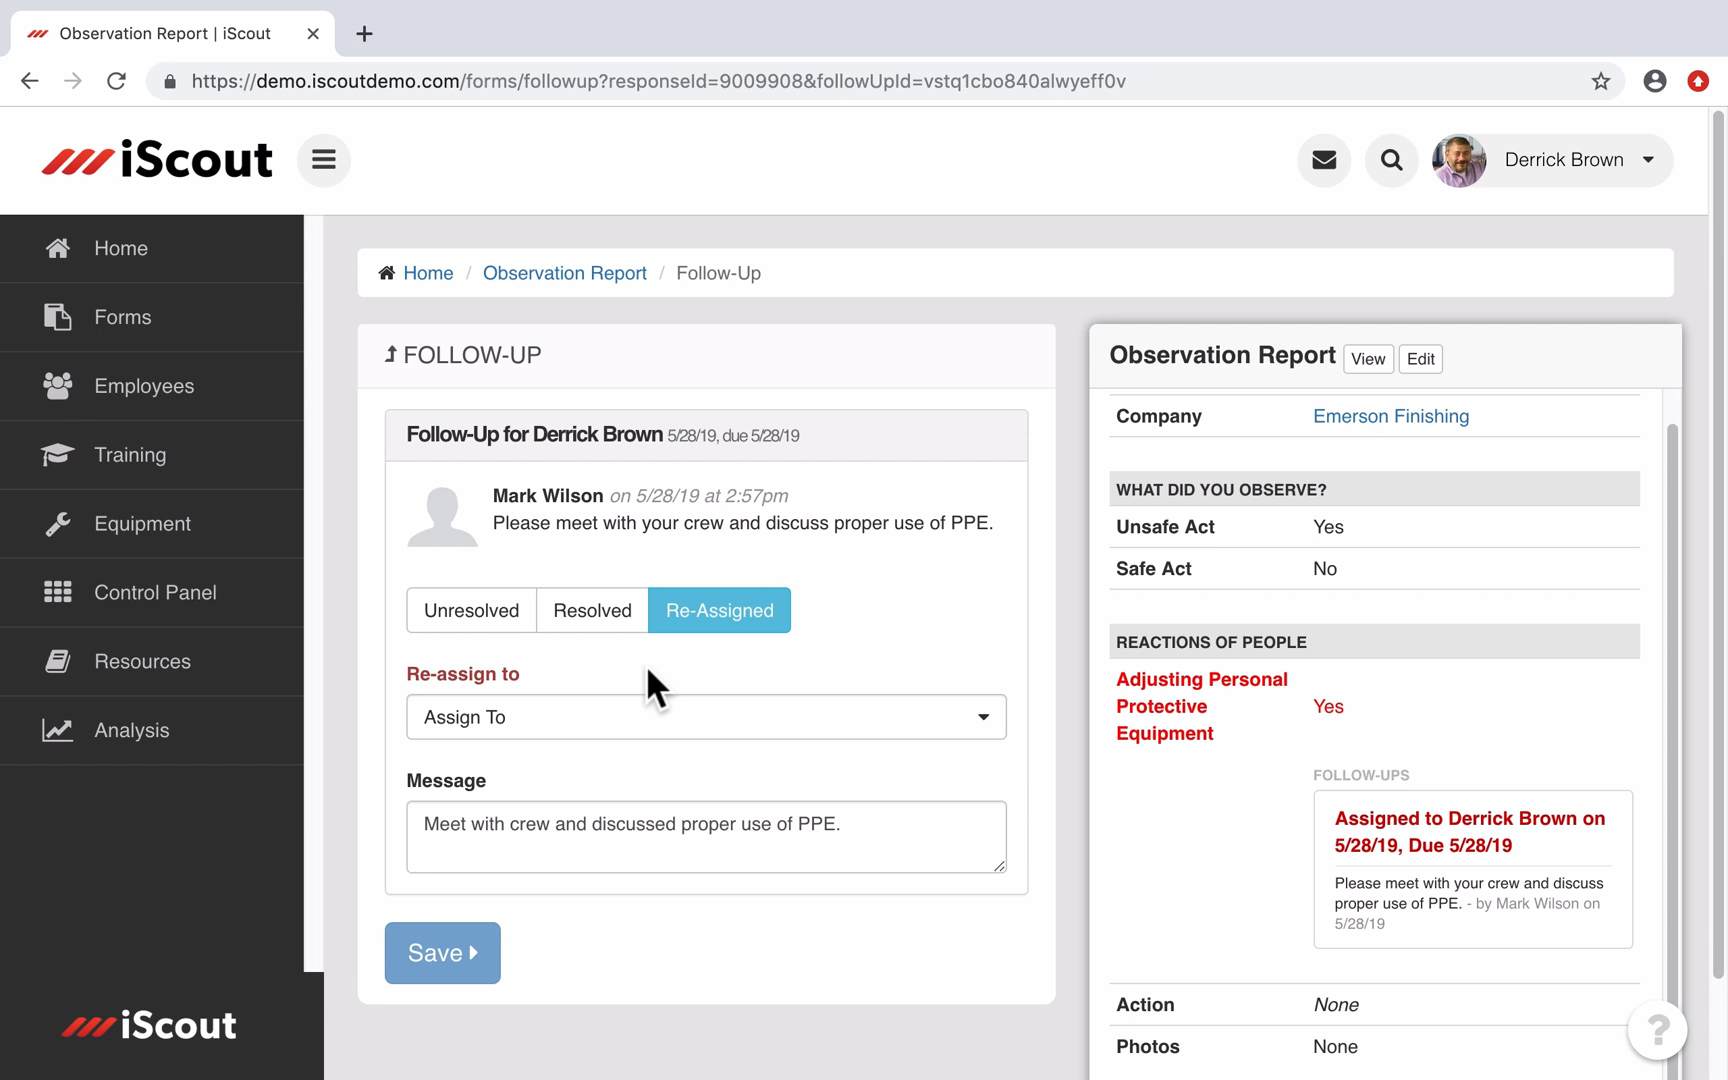 Observation Report | iScout
https://demo.iscoutdemo.com/forms/followup?responseId=9009908&followUpId=vstq1cbo840alwyeff0v
iScout
Derrick Brown
Home
Forms
Employees
Training
Equipment
Control Panel
Resources
Analysis
iScout
Home / Observation Report / Follow-Up
FOLLOW-UP
Follow-Up for Derrick Brown 5/28/19, due 5/28/19
Mark Wilson on 5/28/19 at 2:57pm
Please meet with your crew and discuss proper use of PPE.
Unresolved Resolved Re-Assigned
Re-assign to
Assign To
Message
Meet with crew and discussed proper use of PPE.
Save
Observation Report View Edit
Company Emerson Finishing
WHAT DID YOU OBSERVE?
Unsafe Act Yes
Safe Act No
REACTIONS OF PEOPLE
Adjusting Personal
Protective Yes
Equipment
FOLLOW-UPS
Assigned to Derrick Brown on
5/28/19, Due 5/28/19
Please meet with your crew and discuss
proper use of PPE. - by Mark Wilson on
5/28/19
Action None
Photos None
?